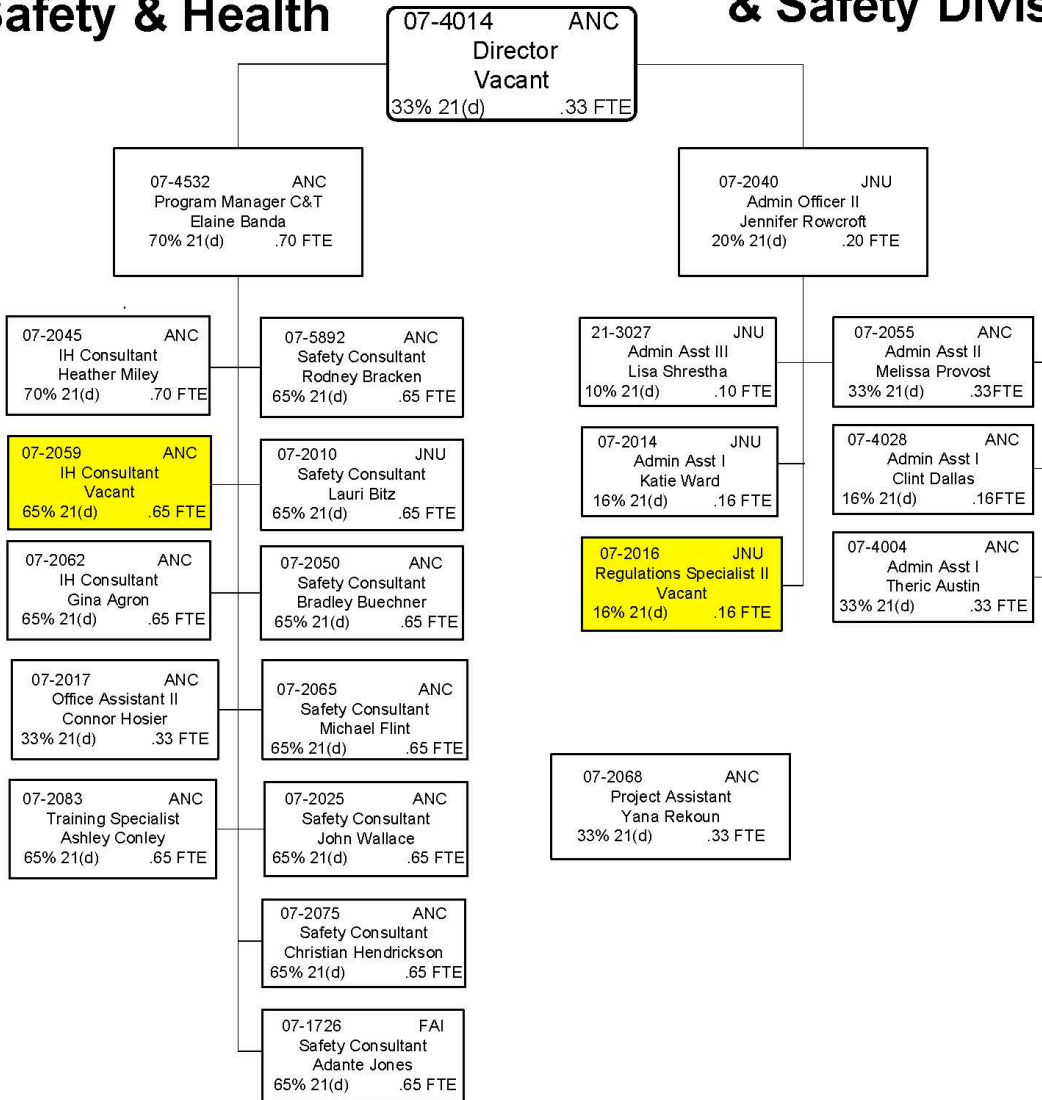 Safety & Health
& Safety Divis
07-4014 ANC
Director
Vacant
33% 21(d) .33 FTE
07-4532 ANC
Program Manager C&T
Elaine Banda
70% 21(d) .70 FTE
07-2040 JNU
Admin Officer II
Jennifer Rowcroft
20% 21(d) .20 FTE
07-2045 ANC
IH Consultant
Heather Miley
70% 21(d) .70 FTE
07-5892 ANC
Safety Consultant
Rodney Bracken
65% 21(d) .65 FTE
07-2059 ANC
IH Consultant
Vacant
65% 21(d) .65 FTE
07-2010 JNU
Safety Consultant
Lauri Bitz
65% 21(d) .65 FTE
07-2062 ANC
IH Consultant
Gina Agron
65% 21(d) .65 FTE
07-2050 ANC
Safety Consultant
Bradley Buechner
65% 21(d) .65 FTE
07-2017 ANC
Office Assistant II
Connor Hosier
33% 21(d) .33 FTE
07-2065 ANC
Safety Consultant
Michael Flint
65% 21(d) .65 FTE
07-2083 ANC
Training Specialist
Ashley Conley
65% 21(d) .65 FTE
07-2025 ANC
Safety Consultant
John Wallace
65% 21(d) .65 FTE
07-2075 ANC
Safety Consultant
Christian Hendrickson
65% 21(d) .65 FTE
07-1726 FAI
Safety Consultant
Adante Jones
65% 21(d) .65 FTE
21-3027 JNU
Admin Asst III
Lisa Shrestha
10% 21(d) .10 FTE
07-2055 ANC
Admin Asst II
Melissa Provost
33% 21(d) .33FTE
07-2014 JNU
Admin Asst I
Katie Ward
16% 21(d) .16 FTE
07-4028 ANC
Admin Asst I
Clint Dallas
16% 21(d) .16FTE
07-2016 JNU
Regulations Specialist II
Vacant
16% 21(d) .16 FTE
07-4004 ANC
Admin Asst I
Theric Austin
33% 21(d) .33 FTE
07-2068 ANC
Project Assistant
Yana Rekoun
33% 21(d) .33 FTE